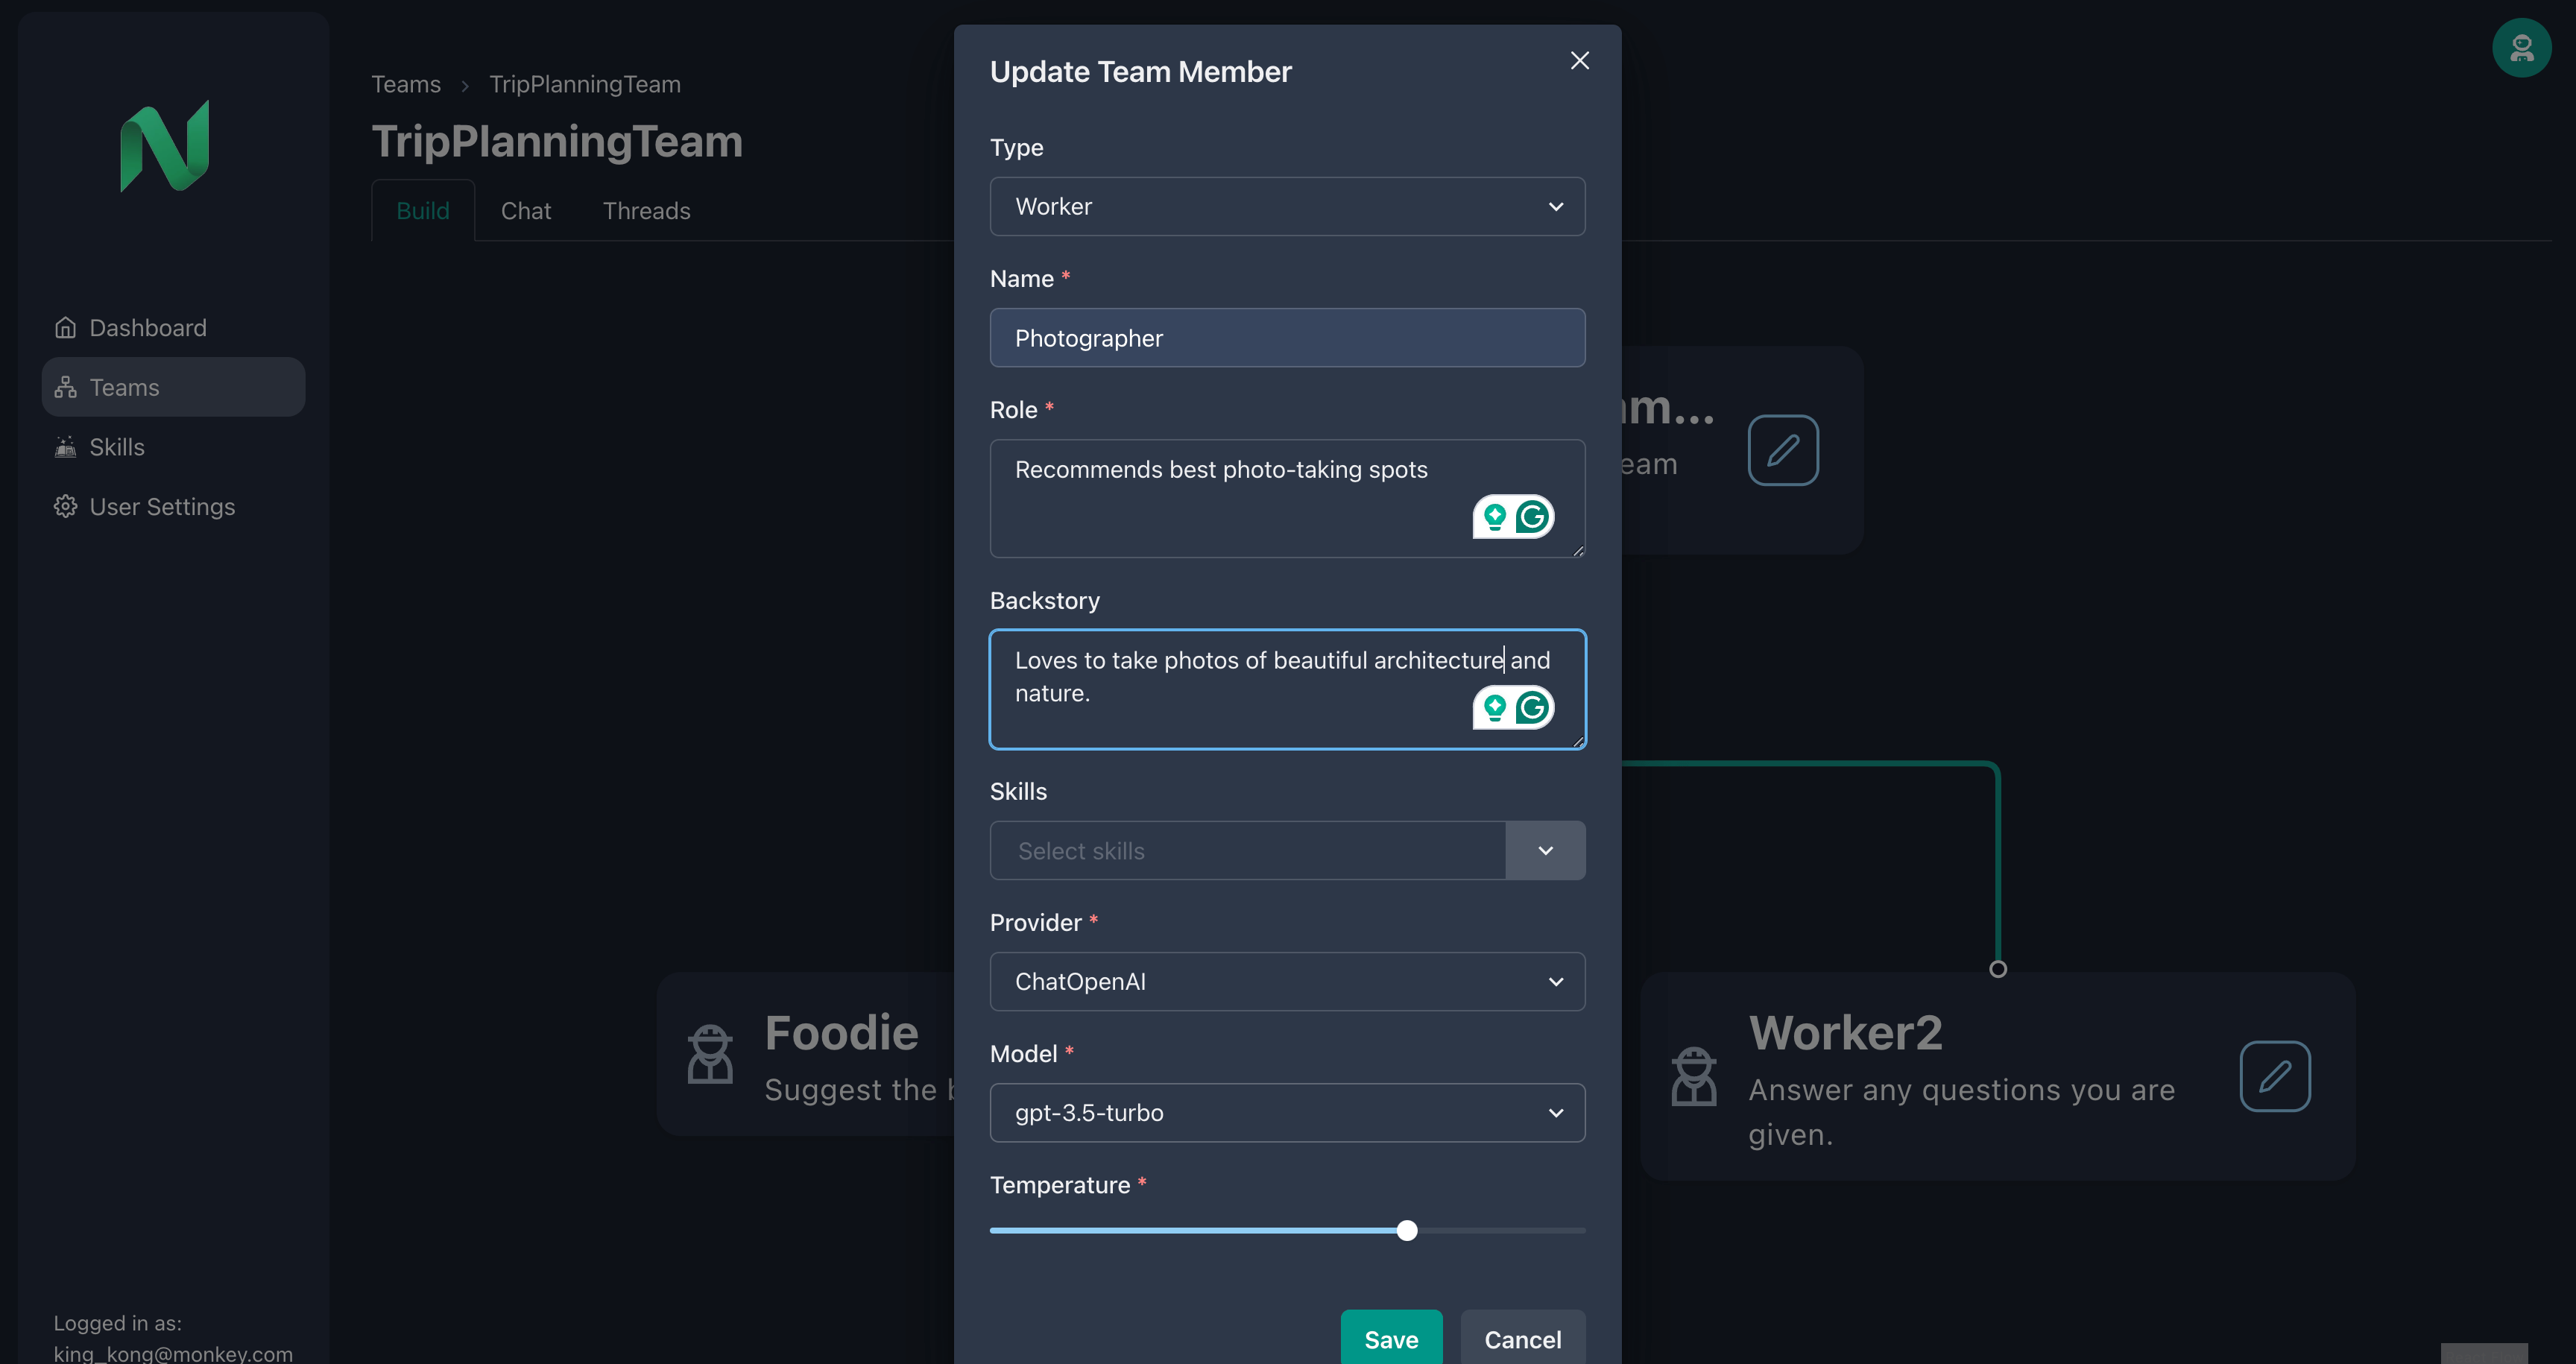 Dashboard
Teams
Skills
User Settings
Logged in as:
king_kong@monkey.com
Teams › TripPlanningTeam
TripPlanningTeam
Build Chat Threads
Update Team Member
Type
Worker
Name *
Photographer
Role *
Recommends best photo-taking spots
Backstory
Loves to take photos of beautiful architecture and
nature.
Skills
Select skills
Provider *
ChatOpenAI
Model *
gpt-3.5-turbo
Temperature *
Save Cancel
Foodie
Suggest the
Worker2
Answer any questions you are
given.